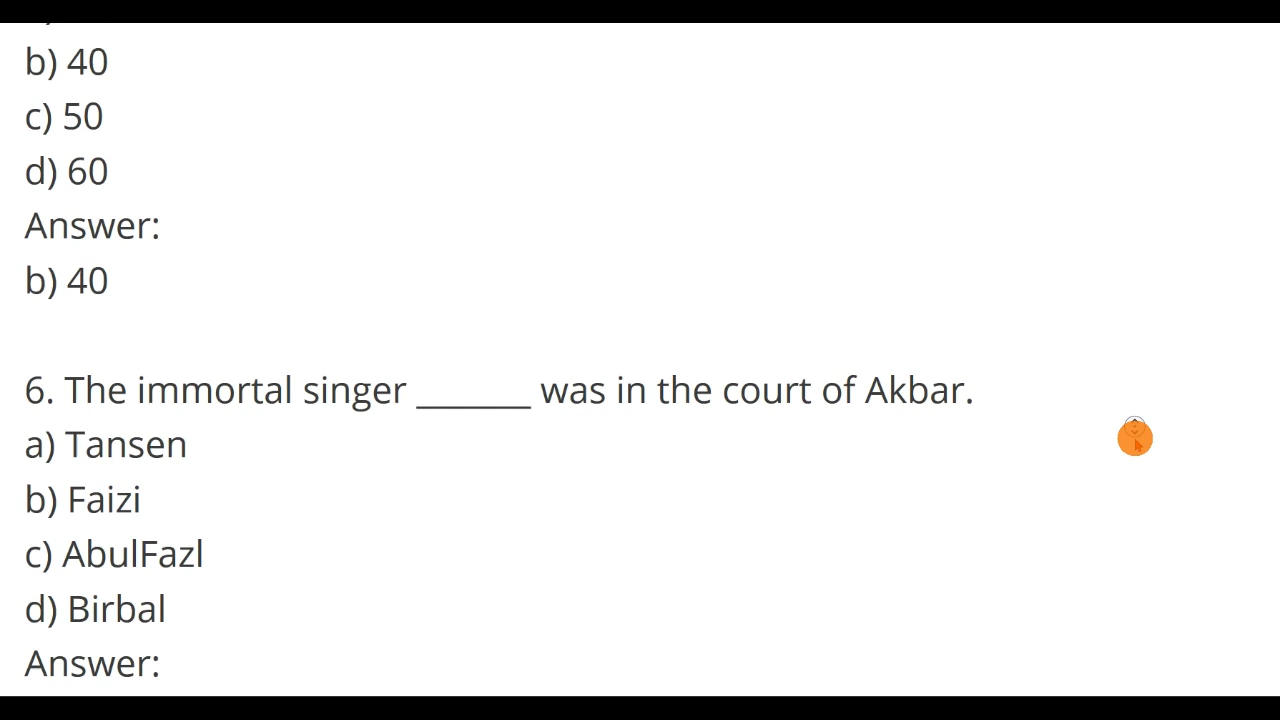 b) 40
c) 50
d) 60
Answer:
b) 40
6. The immortal singer ______ was in the court of Akbar.
a) Tansen
b) Faizi
c) AbulFazl
d) Birbal
Answer: